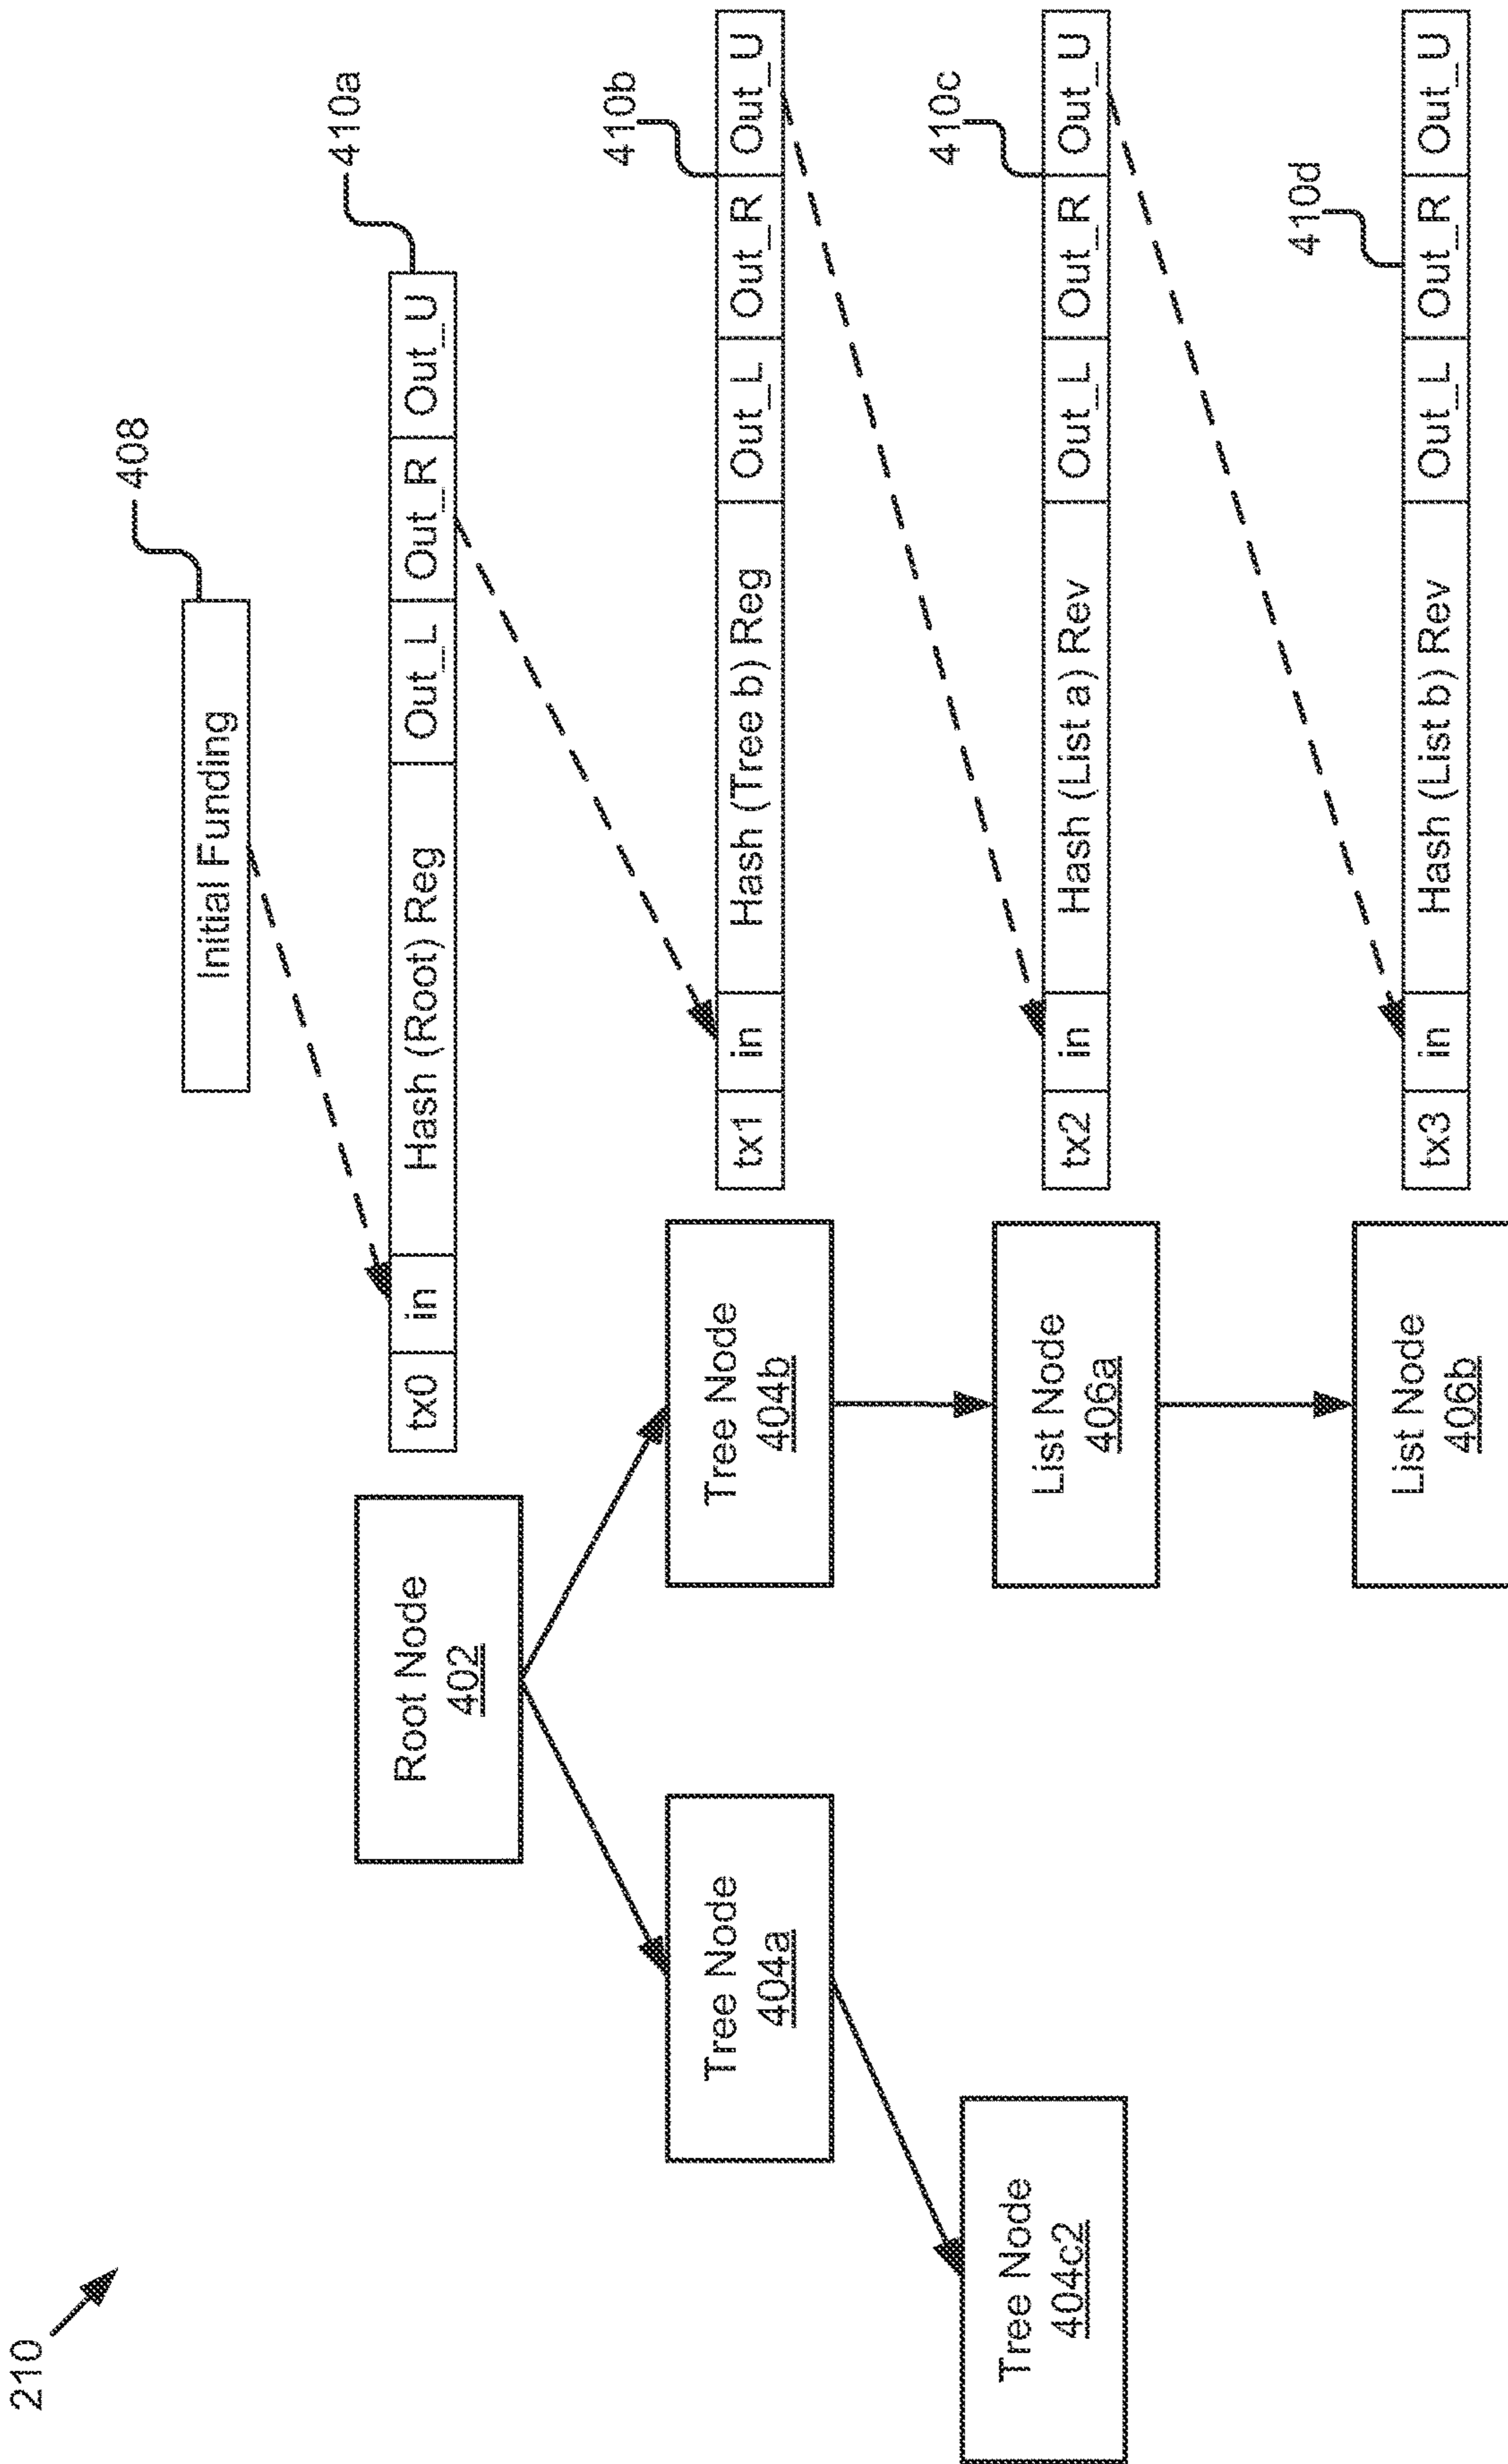 210
Initial Funding
408
410a
tx0 in Hash (Root) Reg Out_L Out_R Out_U
Root Node
402
410b
tx1 in Hash (Tree b) Reg Out_L Out_R Out_U
Tree Node
404a
Tree Node
404b
410c
tx2 in Hash (List a) Rev Out_L Out_R Out_U
Tree Node
404c2
List Node
406a
410d
tx3 in Hash (List b) Rev Out_L Out_R Out_U
List Node
406b